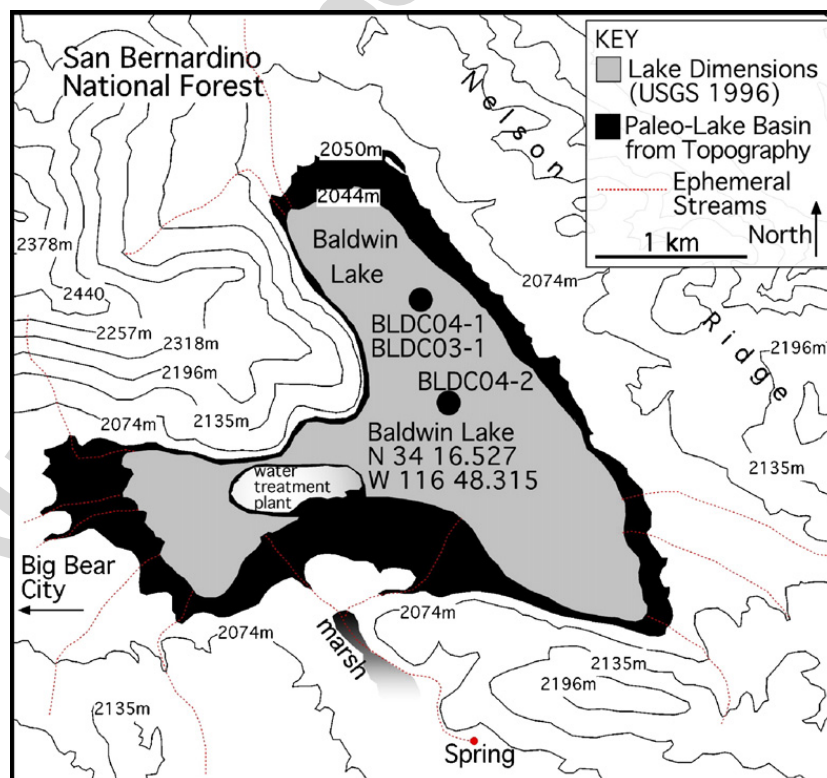 San Bernardino
National Forest
Nelson
Ridge
KEY
Lake Dimensions
(USGS 1996)
Paleo-Lake Basin
from Topography
Ephemeral
Streams
1 km
North
2050m
2044m
Baldwin
Lake
2378m
2440
2257m
2318m
2196m
2135m
2074m
2074m
2196m
2135m
BLDC04-1
BLDC03-1
BLDC04-2
Baldwin Lake
N 34 16.527
W 116 48.315
water
treatment
plant
Big Bear
City
2074m
marsh
2074m
2135m
2196m
2135m
Spring